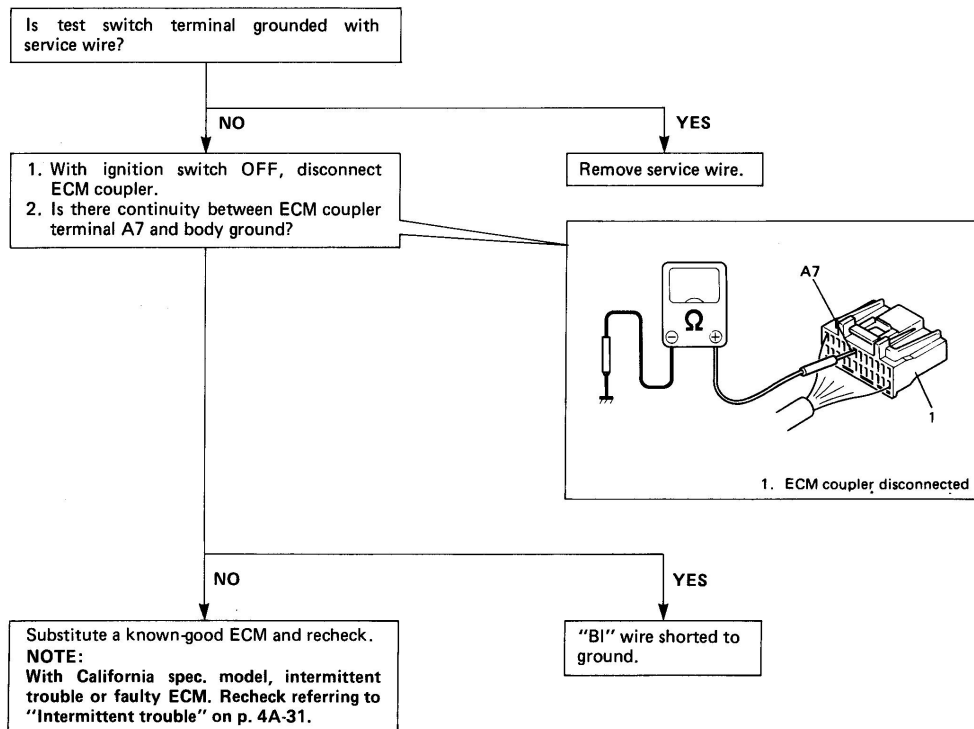 Is test switch terminal grounded with
service wire?
NO
YES
1. With ignition switch OFF, disconnect
ECM coupler.
2. Is there continuity between ECM coupler
terminal A7 and body ground?
Remove service wire.
A7
Ω
− +
1
1. ECM coupler disconnected
NO
YES
Substitute a known-good ECM and recheck.
NOTE:
With California spec. model, intermittent
trouble or faulty ECM. Recheck referring to
"Intermittent trouble" on p. 4A-31.
"Bl" wire shorted to
ground.